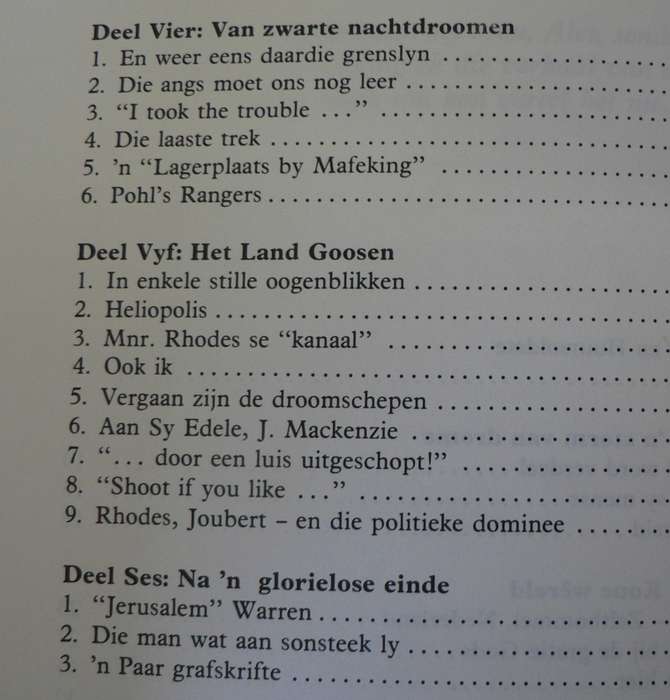 Deel Vier: Van zwarte nachtdroomen
1. En weer eens daardie grenslyn ....................
2. Die angs moet ons nog leer ......................
3. “I took the trouble ...” ........................
4. Die laaste trek .................................
5. ’n “Lagerplaats by Mafeking” ....................
6. Pohl’s Rangers ..................................
Deel Vyf: Het Land Goosen
1. In enkele stille oogenblikken ...................
2. Heliopolis ......................................
3. Mnr. Rhodes se “kanaal” .........................
4. Ook ik ..........................................
5. Vergaan zijn de droomschepen ....................
6. Aan Sy Edele, J. Mackenzie ......................
7. “... door een luis uitgeschopt!” ................
8. “Shoot if you like ...” .........................
9. Rhodes, Joubert – en die politieke dominee ........
Deel Ses: Na ’n glorielose einde
1. “Jerusalem” Warren ..............................
2. Die man wat aan sonsteek ly .....................
3. ’n Paar grafskrifte .............................